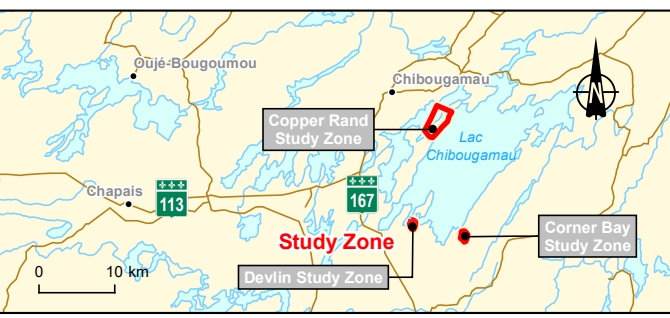 Oujé-Bougoumou
Chibougamau
Copper Rand
Study Zone
Lac
Chibougamau
N
Chapais
113
167
Study Zone
Corner Bay
Study Zone
Devlin Study Zone
0 10 km